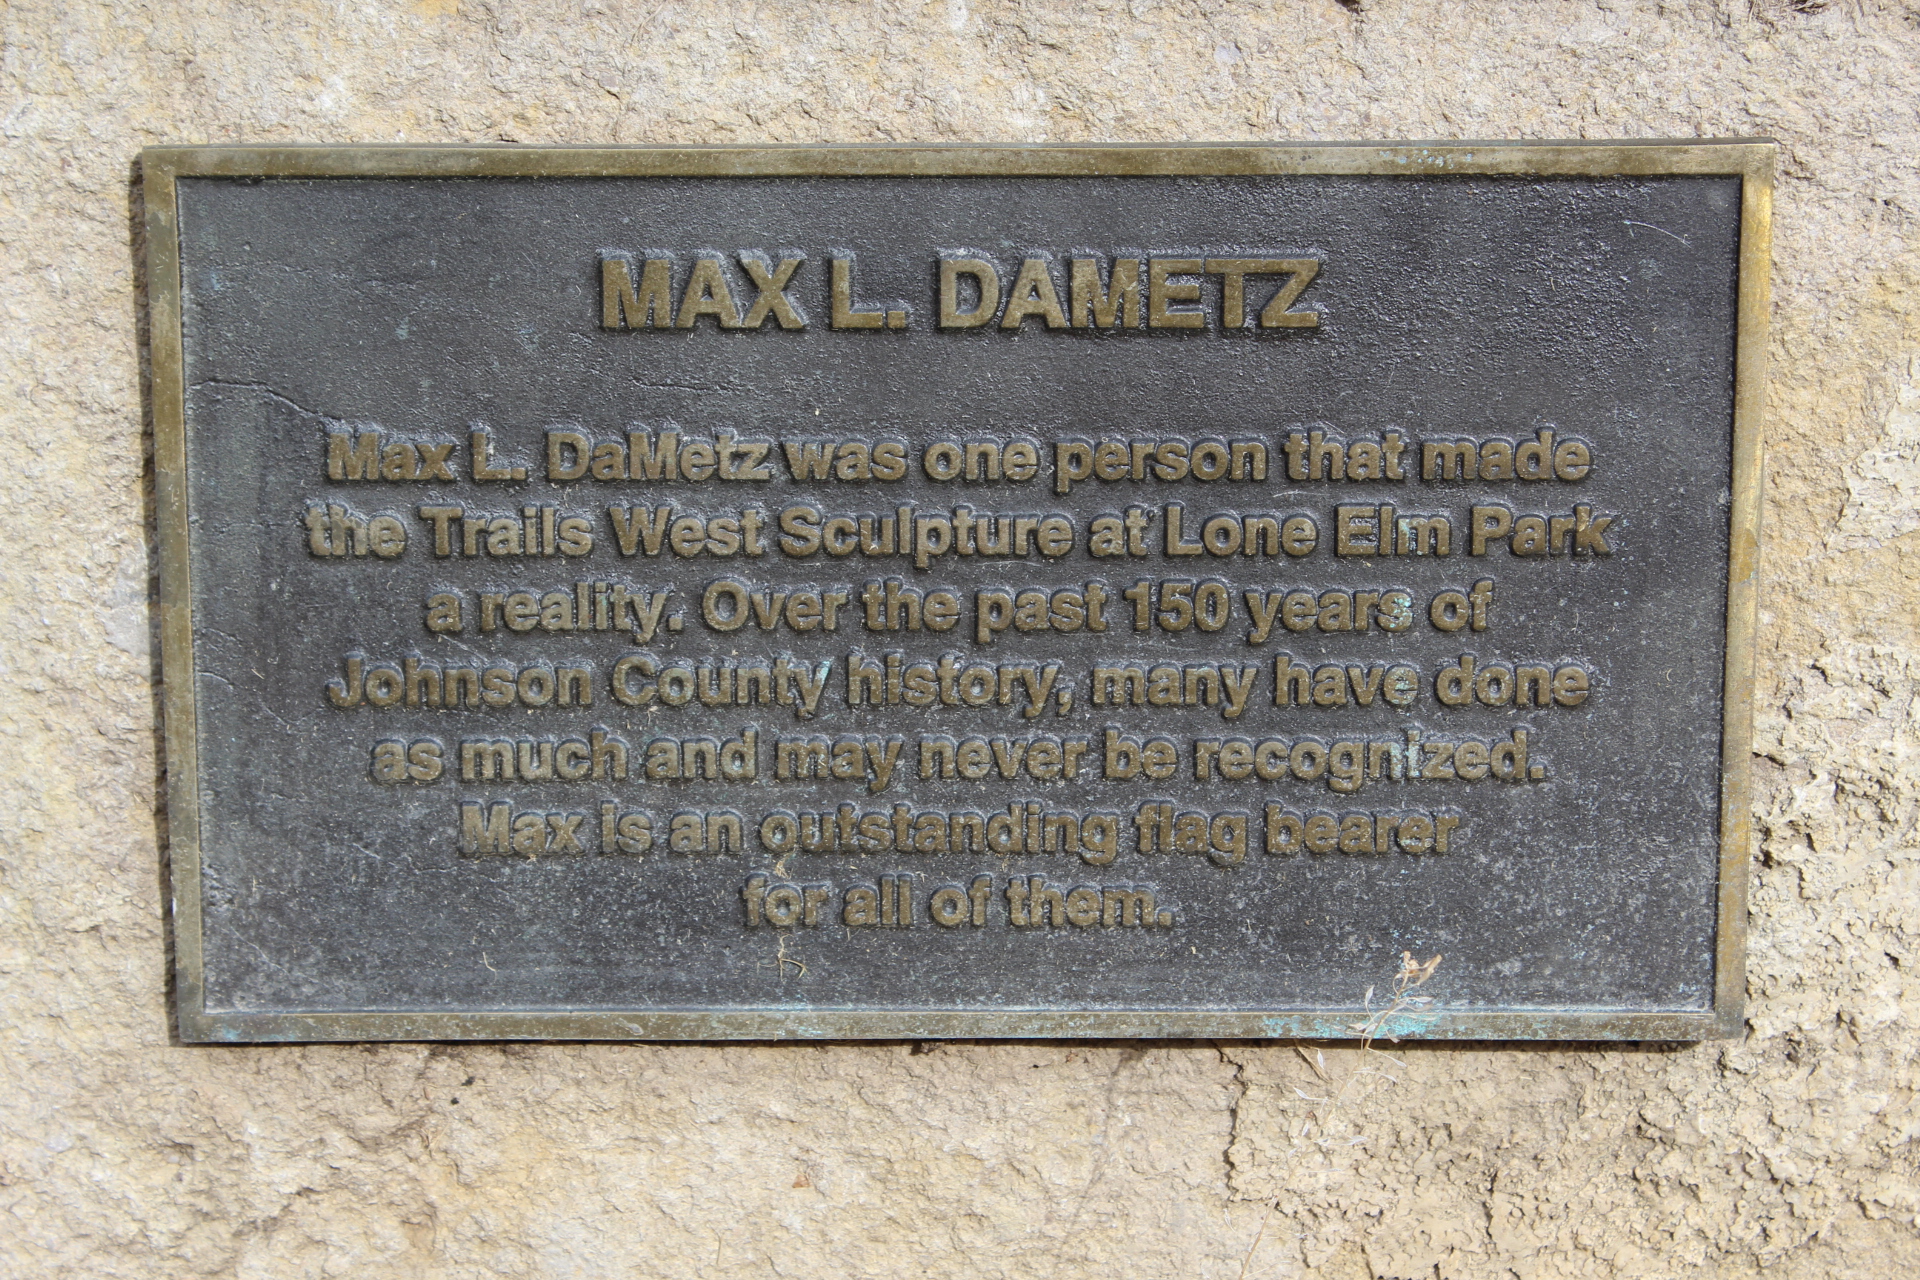 MAX L. DAMETZ
Max L. DaMetz was one person that made
the Trails West Sculpture at Lone Elm Park
a reality. Over the past 150 years of
Johnson County history, many have done
as much and may never be recognized.
Max is an outstanding flag bearer
for all of them.